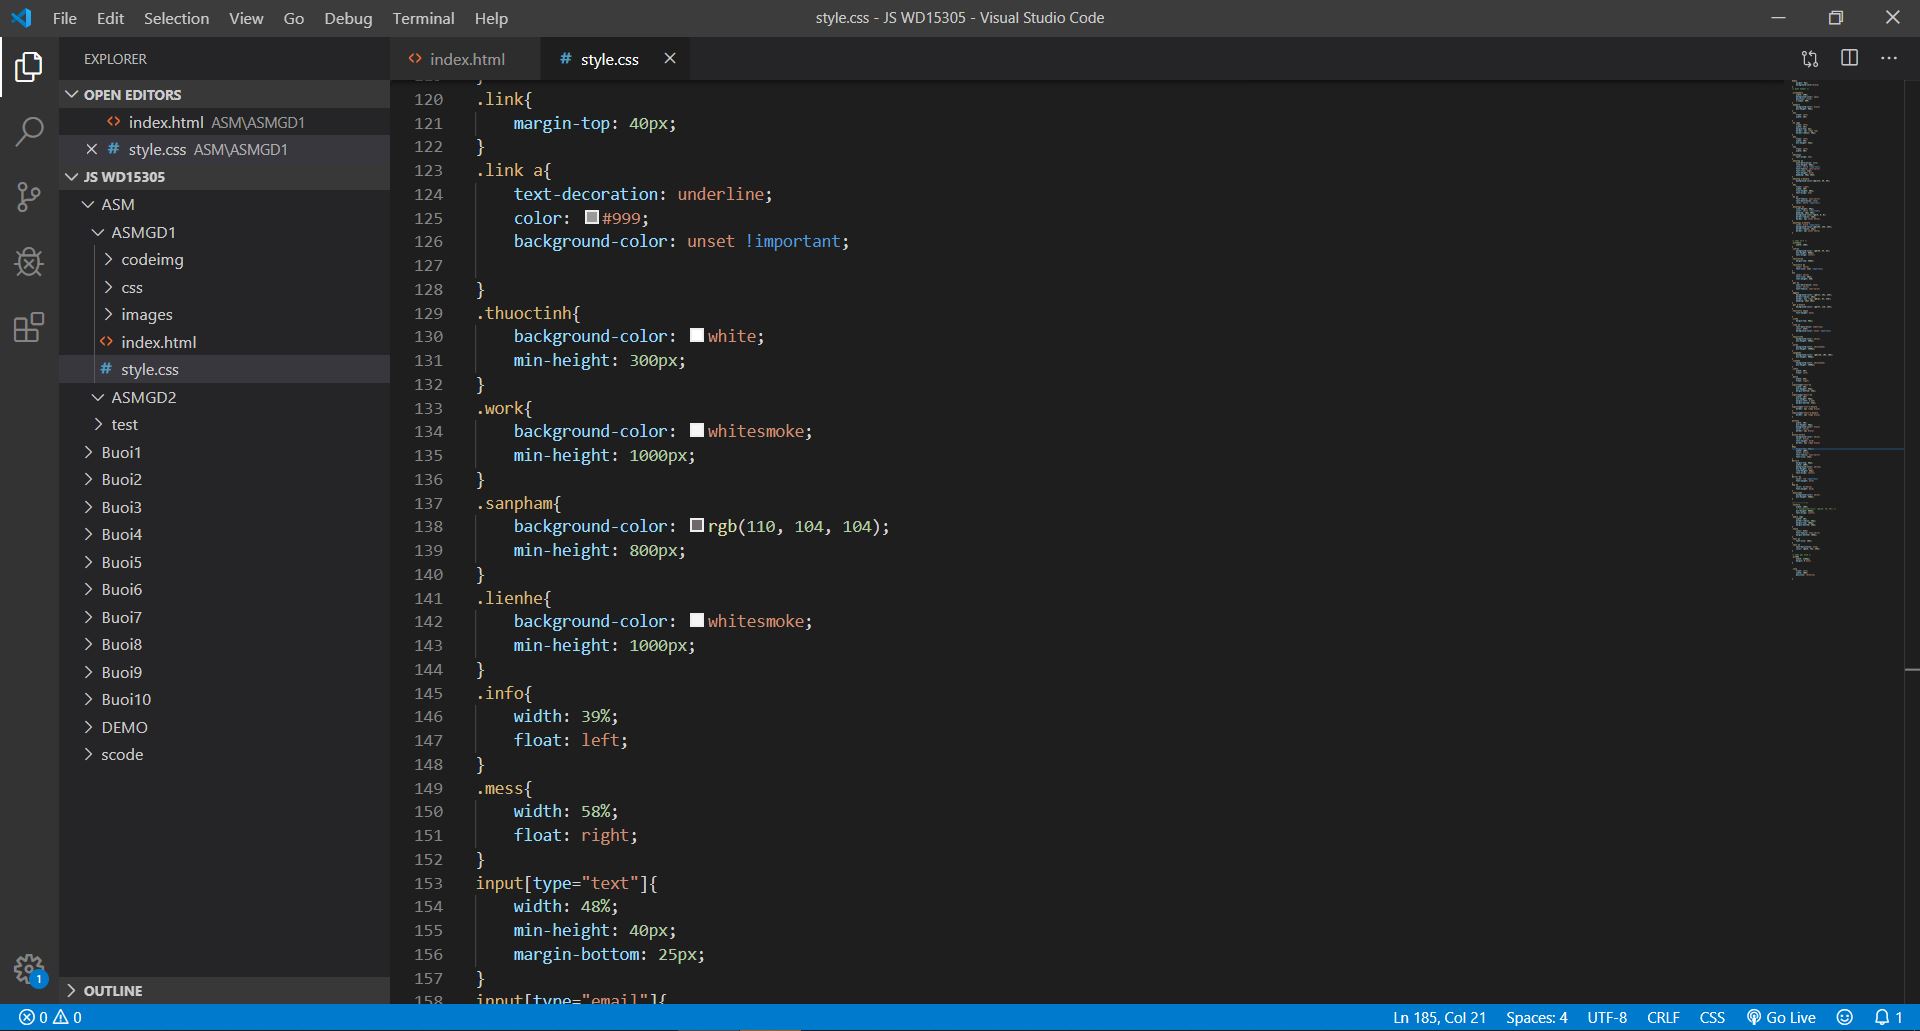 File Edit Selection View Go Debug Terminal Help
style.css - JS WD15305 - Visual Studio Code
EXPLORER
OPEN EDITORS
index.html ASM\ASMGD1
style.css ASM\ASMGD1
JS WD15305
ASM
ASMGD1
codeimg
css
images
index.html
style.css
ASMGD2
test
Buoi1
Buoi2
Buoi3
Buoi4
Buoi5
Buoi6
Buoi7
Buoi8
Buoi9
Buoi10
DEMO
scode
OUTLINE
1
index.html
style.css
120 .link{
121 margin-top: 40px;
122 }
123 .link a{
124 text-decoration: underline;
125 color: #999;
126 background-color: unset !important;
127
128 }
129 .thuoctinh{
130 background-color: white;
131 min-height: 300px;
132 }
133 .work{
134 background-color: whitesmoke;
135 min-height: 1000px;
136 }
137 .sanpham{
138 background-color: rgb(110, 104, 104);
139 min-height: 800px;
140 }
141 .lienhe{
142 background-color: whitesmoke;
143 min-height: 1000px;
144 }
145 .info{
146 width: 39%;
147 float: left;
148 }
149 .mess{
150 width: 58%;
151 float: right;
152 }
153 input[type="text"]{
154 width: 48%;
155 min-height: 40px;
156 margin-bottom: 25px;
157 }
158 input[type="email"]{
0 0
Ln 185, Col 21 Spaces: 4 UTF-8 CRLF CSS Go Live 1